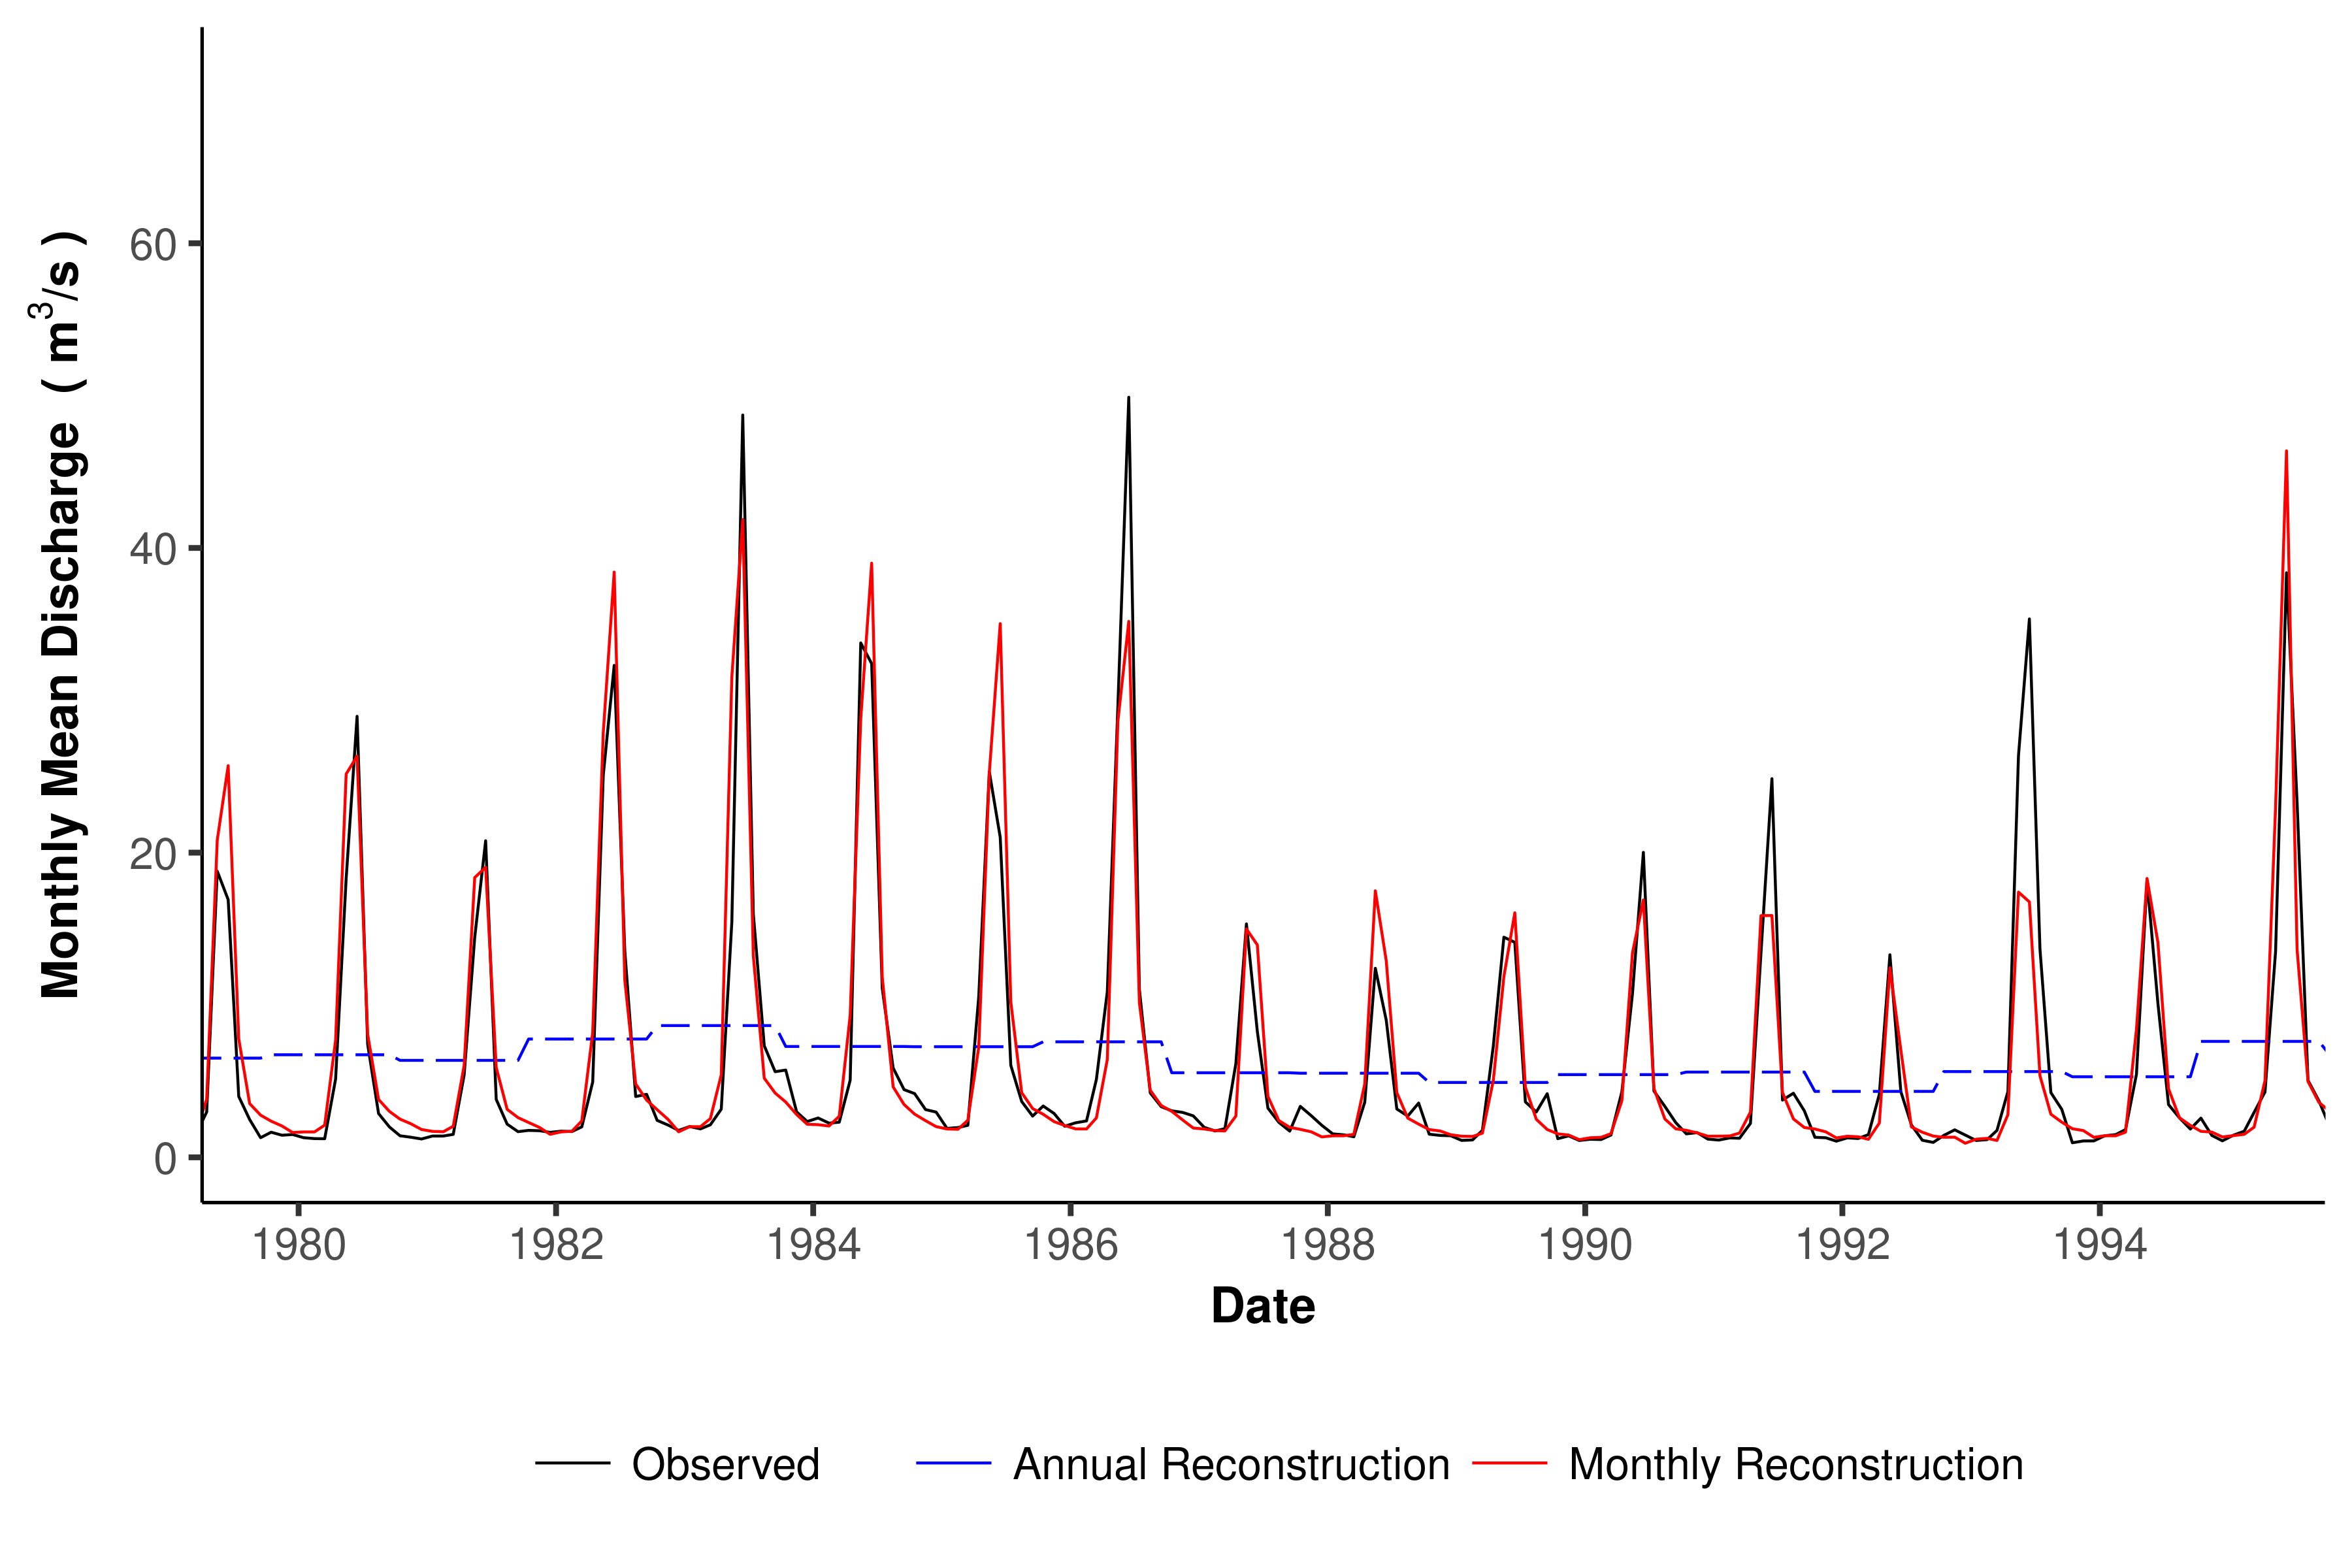 Monthly Mean Discharge ( m³/s )
60
40
20
0
1980 1982 1984 1986 1988 1990 1992 1994
Date
Observed Annual Reconstruction Monthly Reconstruction